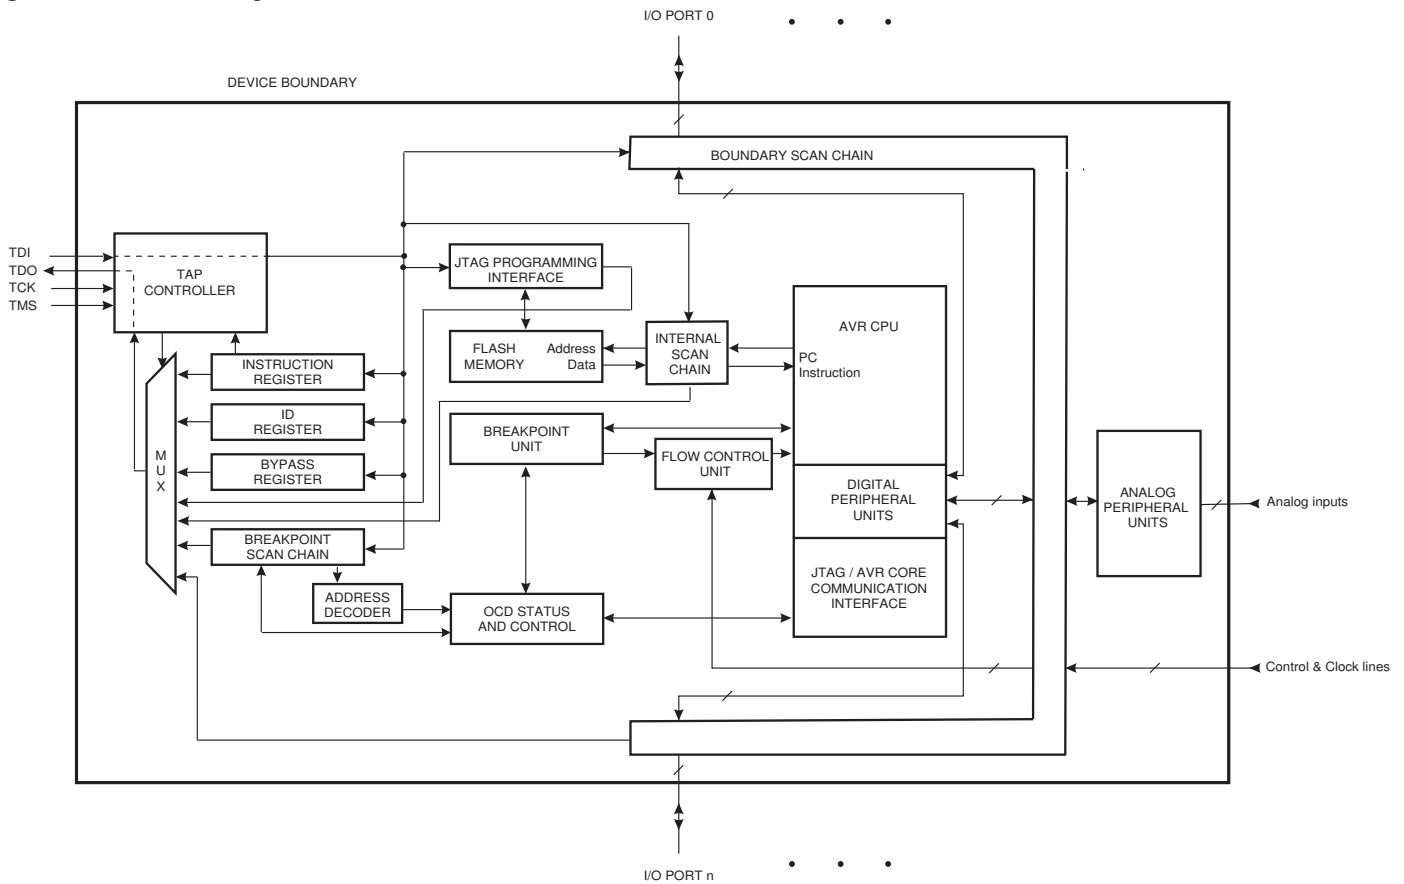 I/O PORT 0
DEVICE BOUNDARY
BOUNDARY SCAN CHAIN
TDI
TDO
TCK
TMS
TAP
CONTROLLER
JTAG PROGRAMMING
INTERFACE
AVR CPU
FLASH
MEMORY
Address
Data
INTERNAL
SCAN
CHAIN
PC
Instruction
INSTRUCTION
REGISTER
ID
REGISTER
M
U
X
BYPASS
REGISTER
BREAKPOINT
UNIT
FLOW CONTROL
UNIT
DIGITAL
PERIPHERAL
UNITS
ANALOG
PERIPHERAL
UNITS
Analog inputs
BREAKPOINT
SCAN CHAIN
ADDRESS
DECODER
OCD STATUS
AND CONTROL
JTAG / AVR CORE
COMMUNICATION
INTERFACE
Control & Clock lines
I/O PORT n